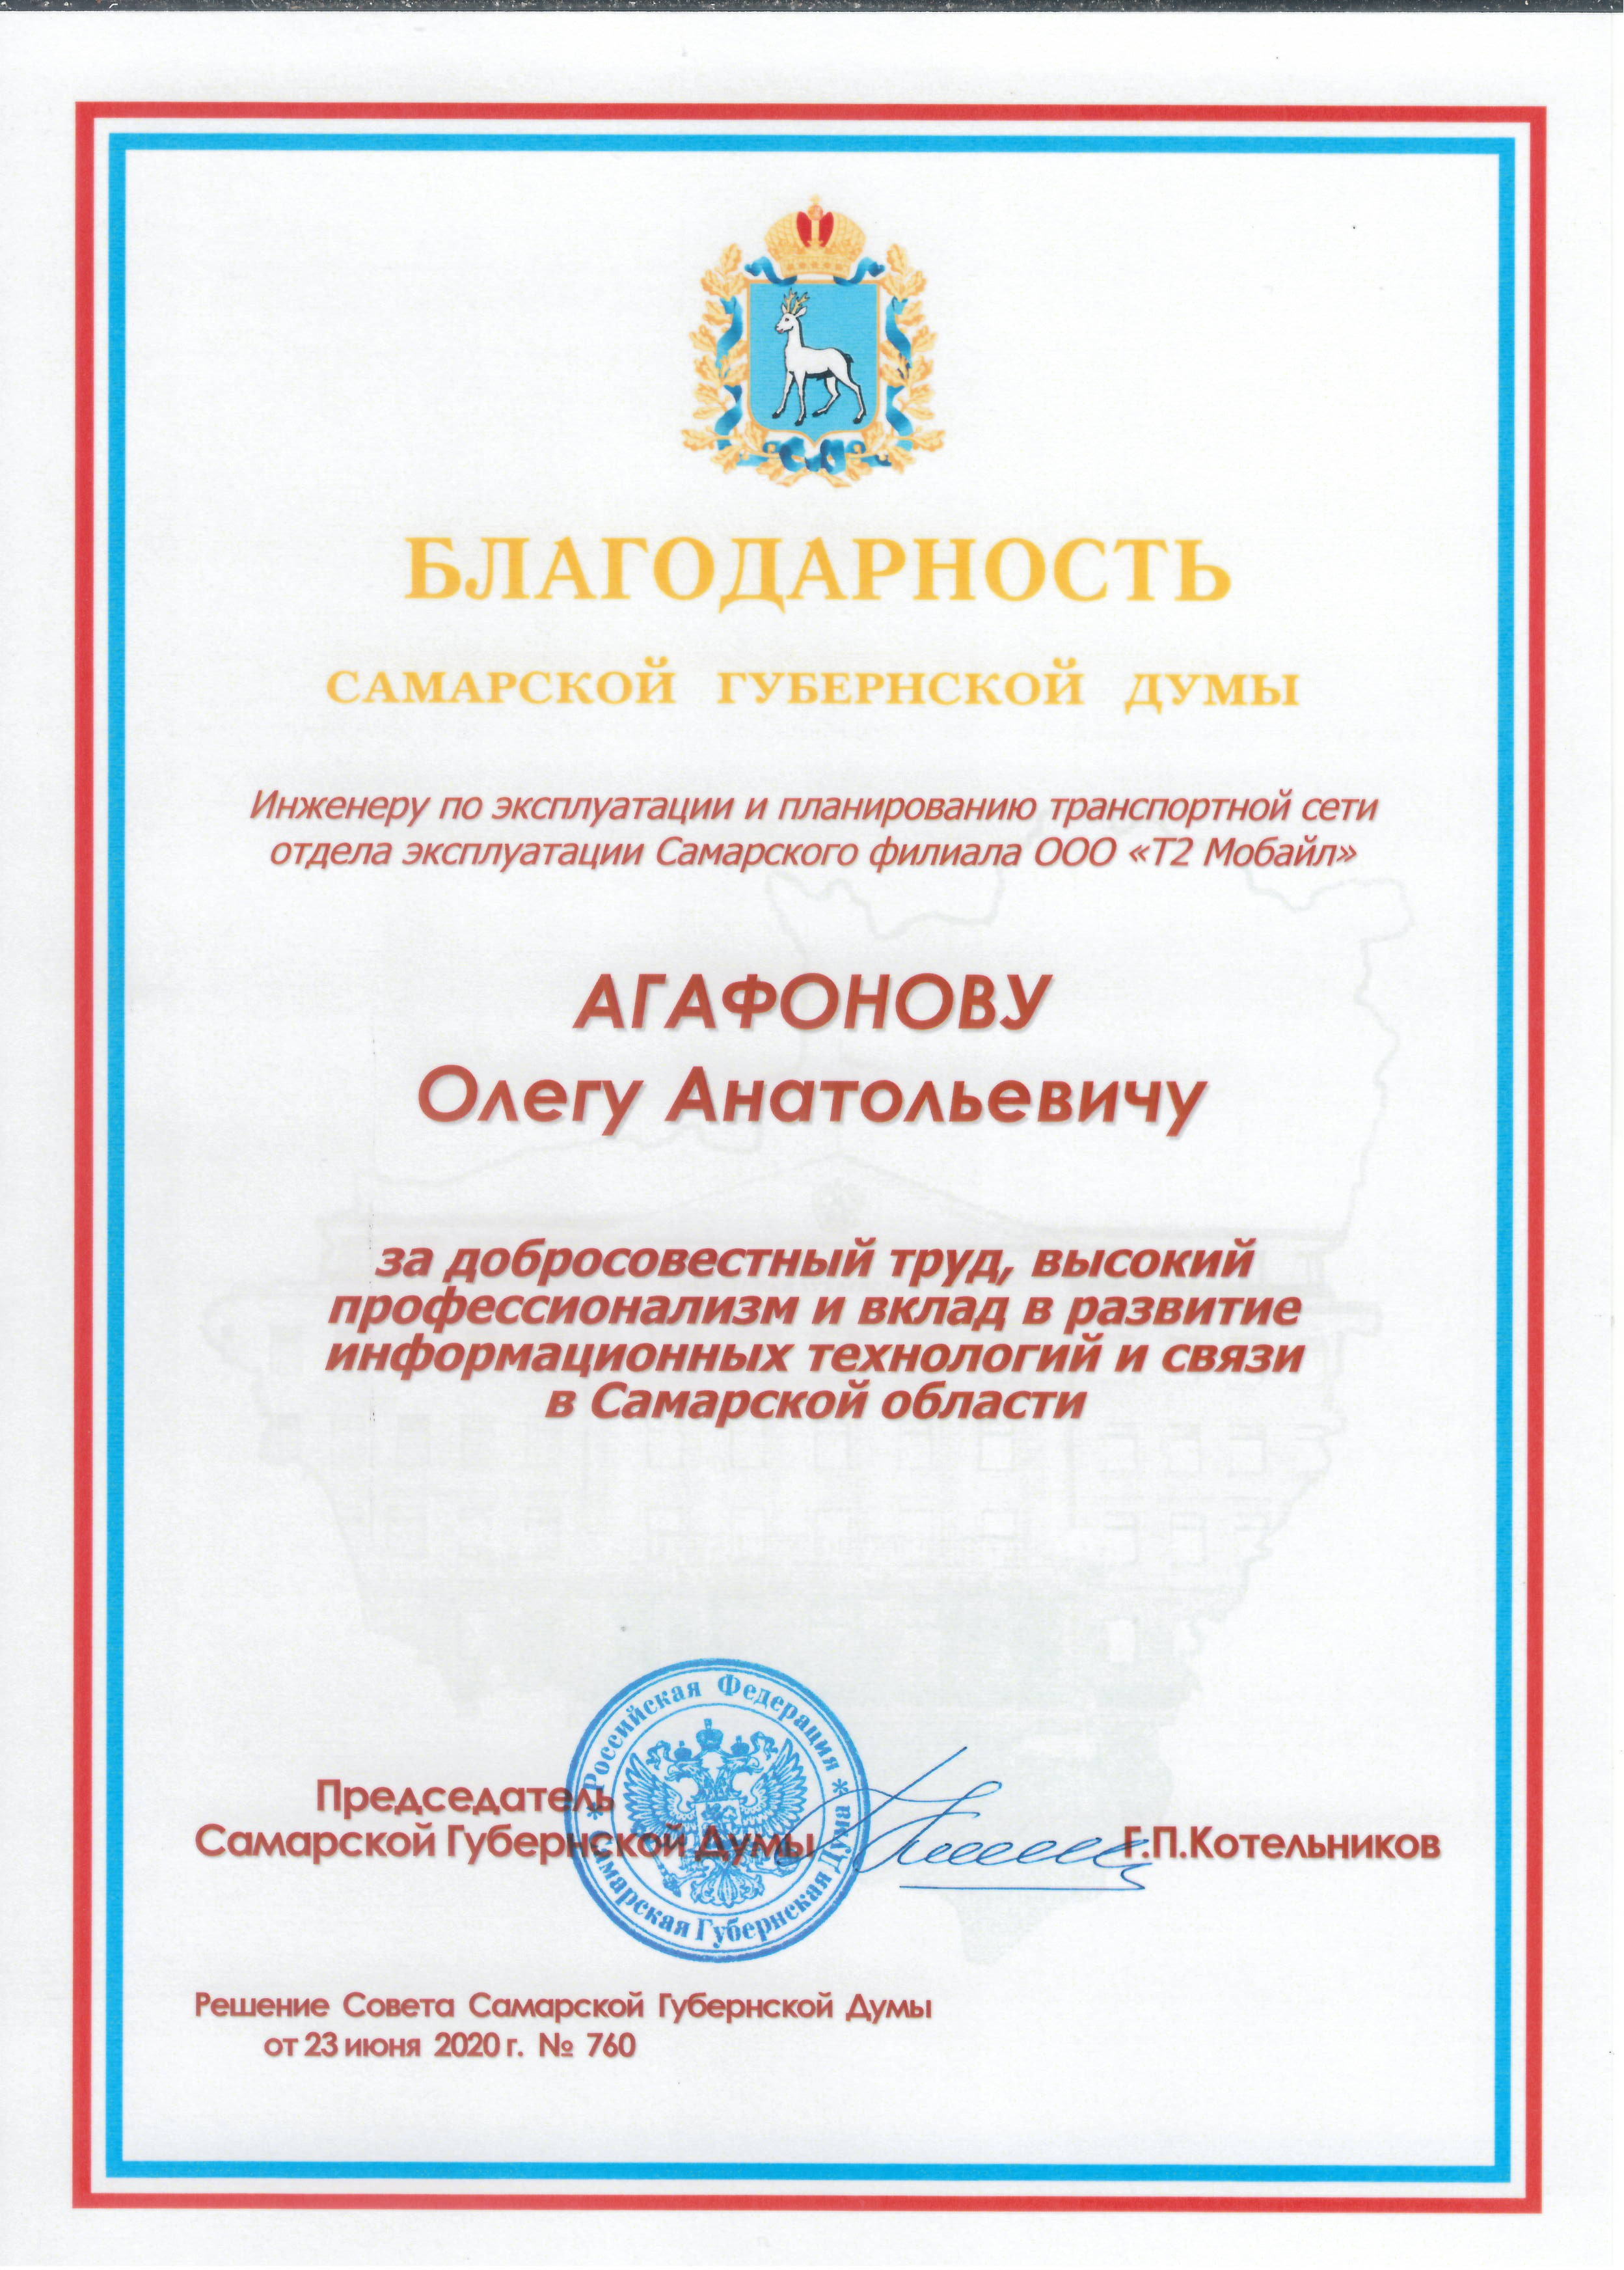 БЛАГОДАРНОСТЬ
САМАРСКОЙ ГУБЕРНСКОЙ ДУМЫ
Инженеру по эксплуатации и планированию транспортной сети
отдела эксплуатации Самарского филиала ООО «Т2 Мобайл»
АГАФОНОВУ
Олегу Анатольевичу
за добросовестный труд, высокий
профессионализм и вклад в развитие
информационных технологий и связи
в Самарской области
* Российская Федерация *
Самарская Губернская Дума
Председатель
Самарской Губернской Думы
Г.П.Котельников
Решение Совета Самарской Губернской Думы
от 23 июня 2020 г. № 760